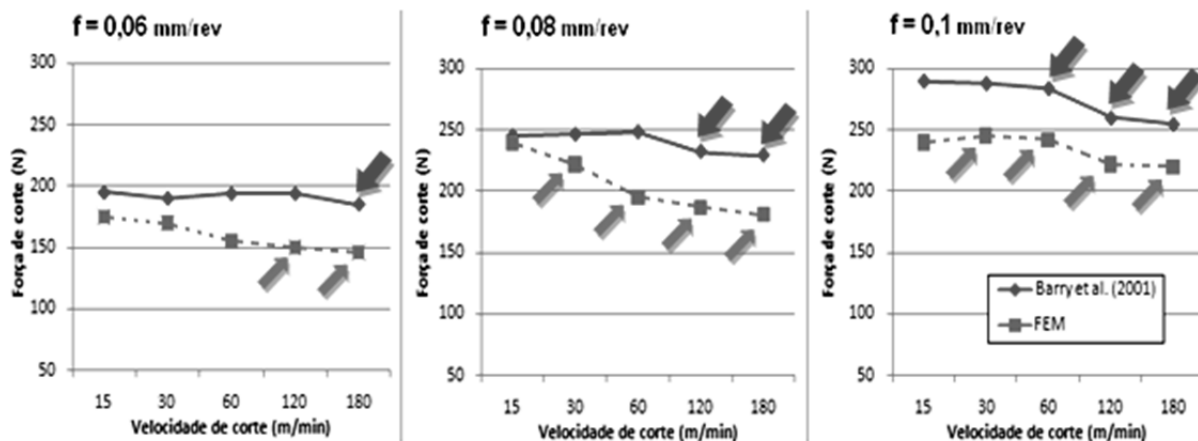 f = 0,06 mm/rev
300
250
200
150
100
50
Força de corte (N)
15 30 60 120 180
Velocidade de corte (m/min)
f = 0,08 mm/rev
300
250
200
150
100
50
Força de corte (N)
15 30 60 120 180
Velocidade de corte (m/min)
f = 0,1 mm/rev
300
250
200
150
100
50
Força de corte (N)
Barry et al. (2001)
FEM
15 30 60 120 180
Velocidade de corte (m/min)